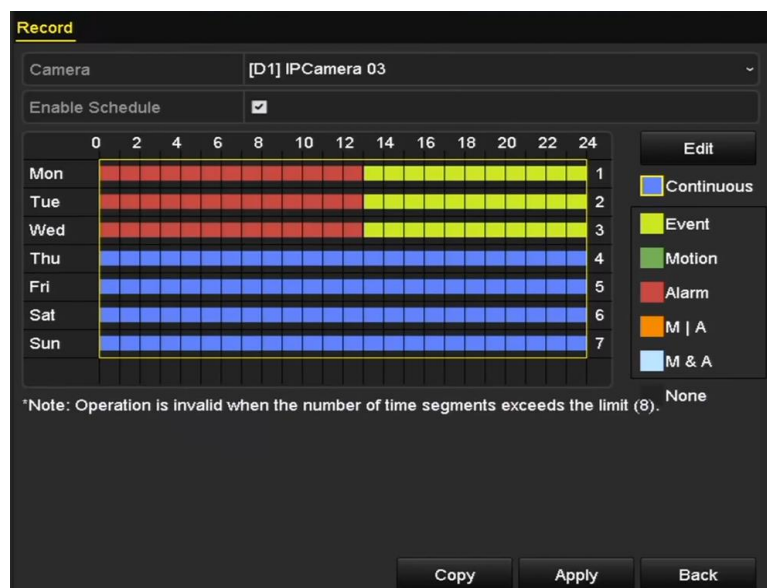 Record
Camera [D1] IPCamera 03
Enable Schedule
0 2 4 6 8 10 12 14 16 18 20 22 24
Edit
Mon 1
Continuous
Tue 2
Wed 3
Event
Thu 4
Motion
Fri 5
Alarm
Sat 6
M | A
Sun 7
M & A
None
*Note: Operation is invalid when the number of time segments exceeds the limit (8).
Copy Apply Back